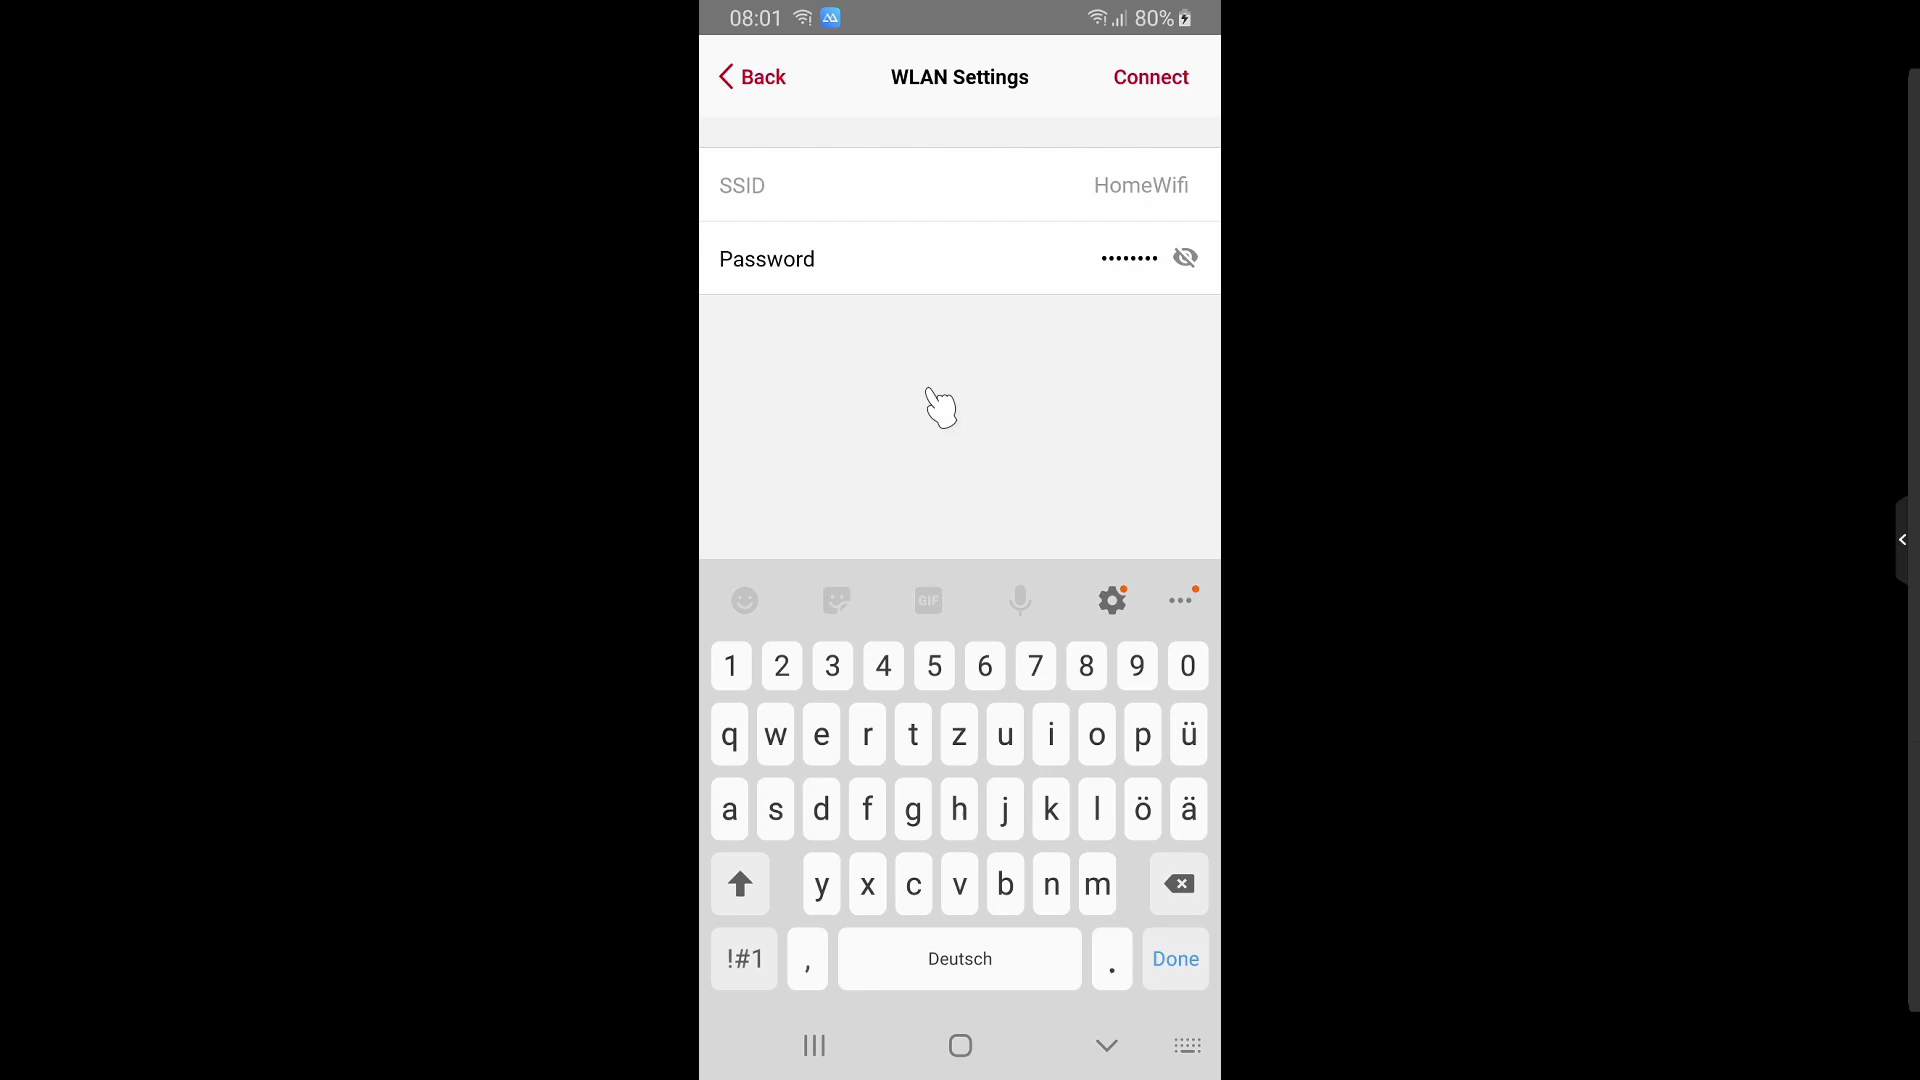 08:01 80%
Back WLAN Settings Connect
SSID HomeWifi
Password ••••••••
GIF
1 2 3 4 5 6 7 8 9 0
q w e r t z u i o p ü
a s d f g h j k l ö ä
y x c v b n m
!#1 , Deutsch . Done